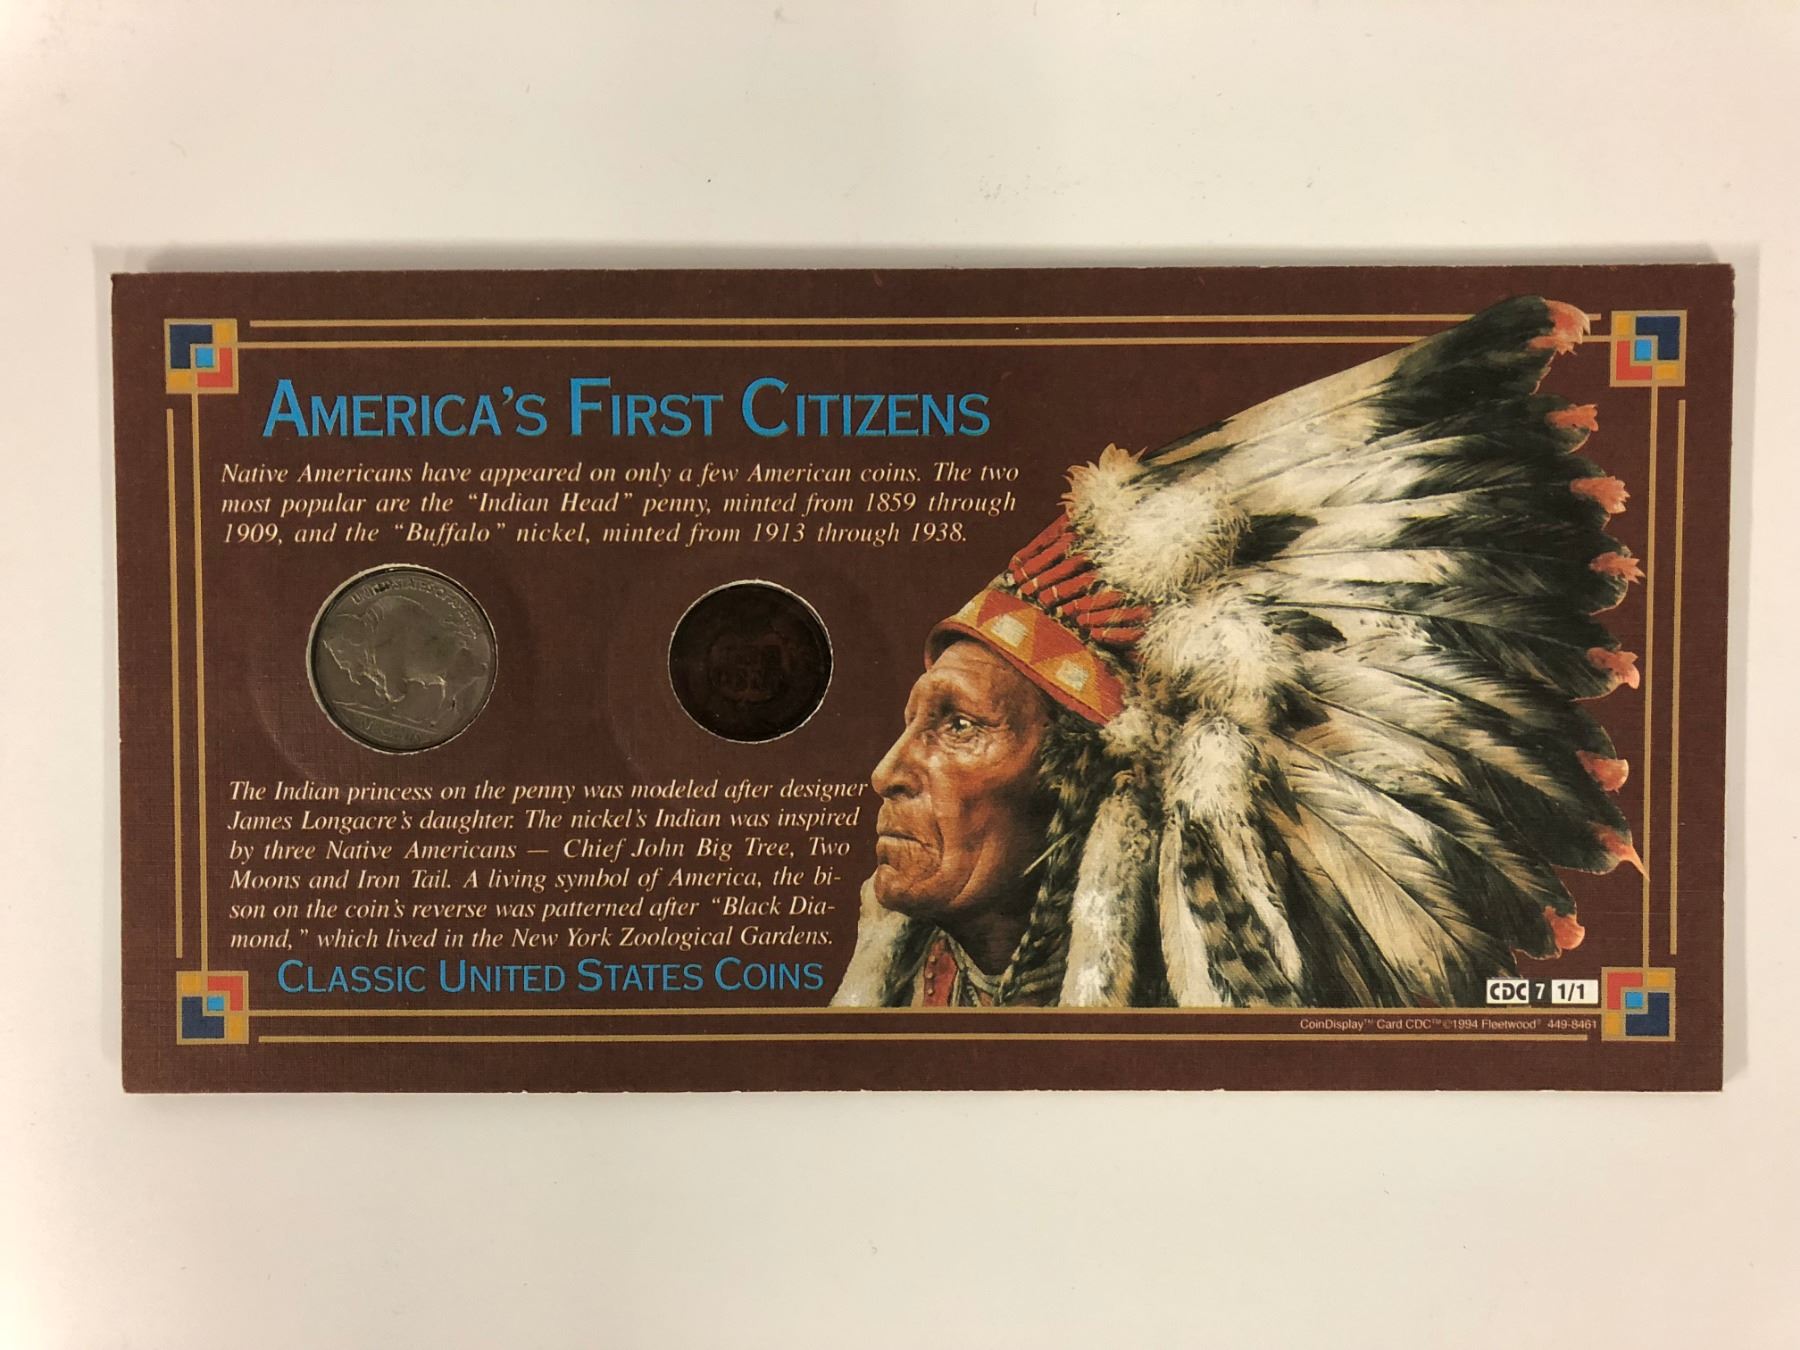 AMERICA'S FIRST CITIZENS
Native Americans have appeared on only a few American coins. The two
most popular are the “Indian Head” penny, minted from 1859 through
1909, and the “Buffalo” nickel, minted from 1913 through 1938.
UNITED STATES OF AMERICA
The Indian princess on the penny was modeled after designer
James Longacre's daughter. The nickel's Indian was inspired
by three Native Americans — Chief John Big Tree, Two
Moons and Iron Tail. A living symbol of America, the bi-
son on the coin's reverse was patterned after “Black Dia-
mond,” which lived in the New York Zoological Gardens.
CLASSIC UNITED STATES COINS
CDC 7 1/1
CoinDisplay™ Card CDC™ ©1994 Fleetwood® 449-8461